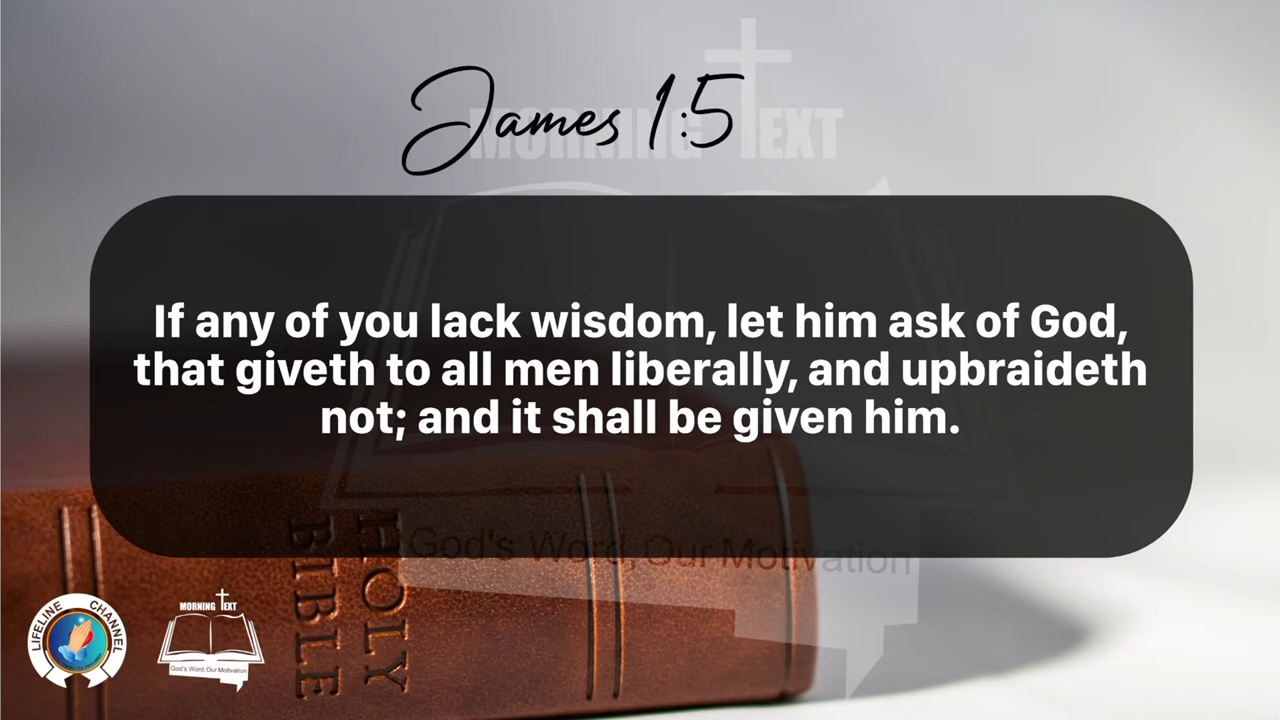 James 1:5
MORNING TEXT
If any of you lack wisdom, let him ask of God,
that giveth to all men liberally, and upbraideth
not; and it shall be given him.
God's Word, Our Motivation
HOLY
BIBLE
LIFELINE CHANNEL
MORNING TEXT
God's Word, Our Motivation